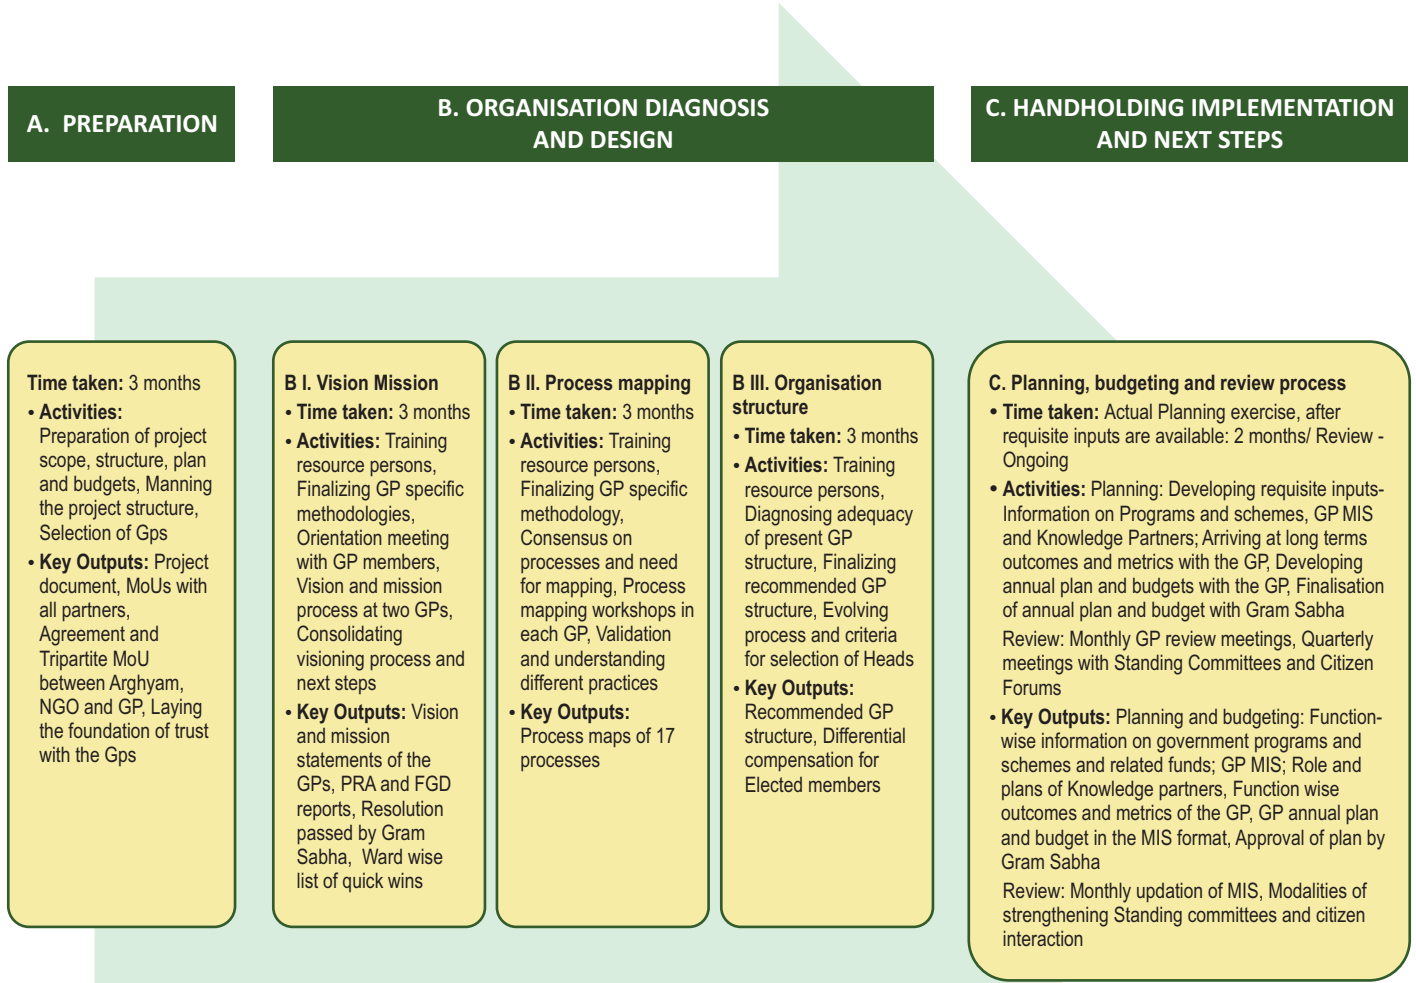 A. PREPARATION
B. ORGANISATION DIAGNOSIS
AND DESIGN
C. HANDHOLDING IMPLEMENTATION
AND NEXT STEPS
Time taken: 3 months
• Activities:
Preparation of project
scope, structure, plan
and budgets, Manning
the project structure,
Selection of Gps
• Key Outputs: Project
document, MoUs with
all partners,
Agreement and
Tripartite MoU
between Arghyam,
NGO and GP, Laying
the foundation of trust
with the Gps
B I. Vision Mission
• Time taken: 3 months
• Activities: Training
resource persons,
Finalizing GP specific
methodologies,
Orientation meeting
with GP members,
Vision and mission
process at two GPs,
Consolidating
visioning process and
next steps
• Key Outputs: Vision
and mission
statements of the
GPs, PRA and FGD
reports, Resolution
passed by Gram
Sabha, Ward wise
list of quick wins
B II. Process mapping
• Time taken: 3 months
• Activities: Training
resource persons,
Finalizing GP specific
methodology,
Consensus on
processes and need
for mapping, Process
mapping workshops in
each GP, Validation
and understanding
different practices
• Key Outputs:
Process maps of 17
processes
B III. Organisation
structure
• Time taken: 3 months
• Activities: Training
resource persons,
Diagnosing adequacy
of present GP
structure, Finalizing
recommended GP
structure, Evolving
process and criteria
for selection of Heads
• Key Outputs:
Recommended GP
structure, Differential
compensation for
Elected members
C. Planning, budgeting and review process
• Time taken: Actual Planning exercise, after
requisite inputs are available: 2 months/ Review -
Ongoing
• Activities: Planning: Developing requisite inputs-
Information on Programs and schemes, GP MIS
and Knowledge Partners; Arriving at long terms
outcomes and metrics with the GP, Developing
annual plan and budgets with the GP, Finalisation
of annual plan and budget with Gram Sabha
Review: Monthly GP review meetings, Quarterly
meetings with Standing Committees and Citizen
Forums
• Key Outputs: Planning and budgeting: Function-
wise information on government programs and
schemes and related funds; GP MIS; Role and
plans of Knowledge partners, Function wise
outcomes and metrics of the GP, GP annual plan
and budget in the MIS format, Approval of plan by
Gram Sabha
Review: Monthly updation of MIS, Modalities of
strengthening Standing committees and citizen
interaction